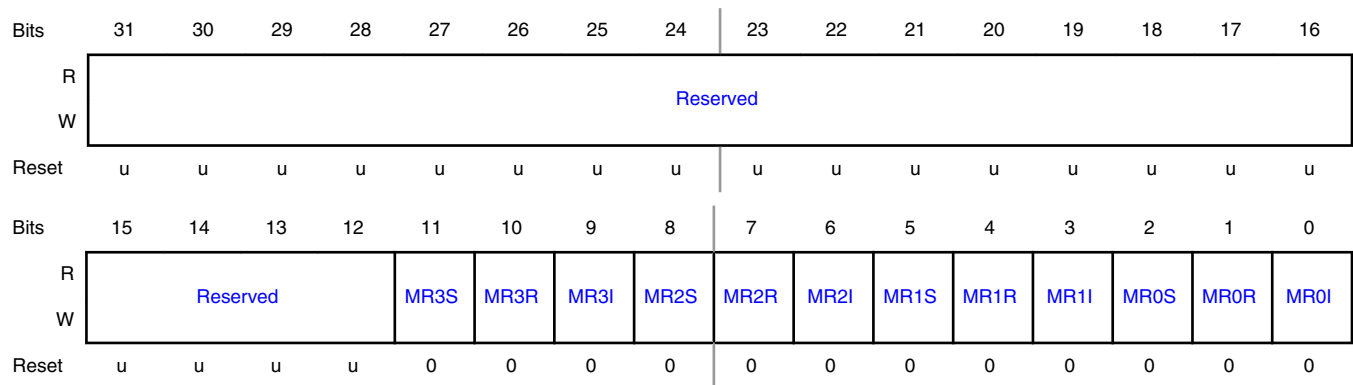 Bits 31 30 29 28 27 26 25 24 23 22 21 20 19 18 17 16
R
Reserved
W
Reset u u u u u u u u u u u u u u u u
Bits 15 14 13 12 11 10 9 8 7 6 5 4 3 2 1 0
R
Reserved MR3S MR3R MR3I MR2S MR2R MR2I MR1S MR1R MR1I MR0S MR0R MR0I
W
Reset u u u u 0 0 0 0 0 0 0 0 0 0 0 0